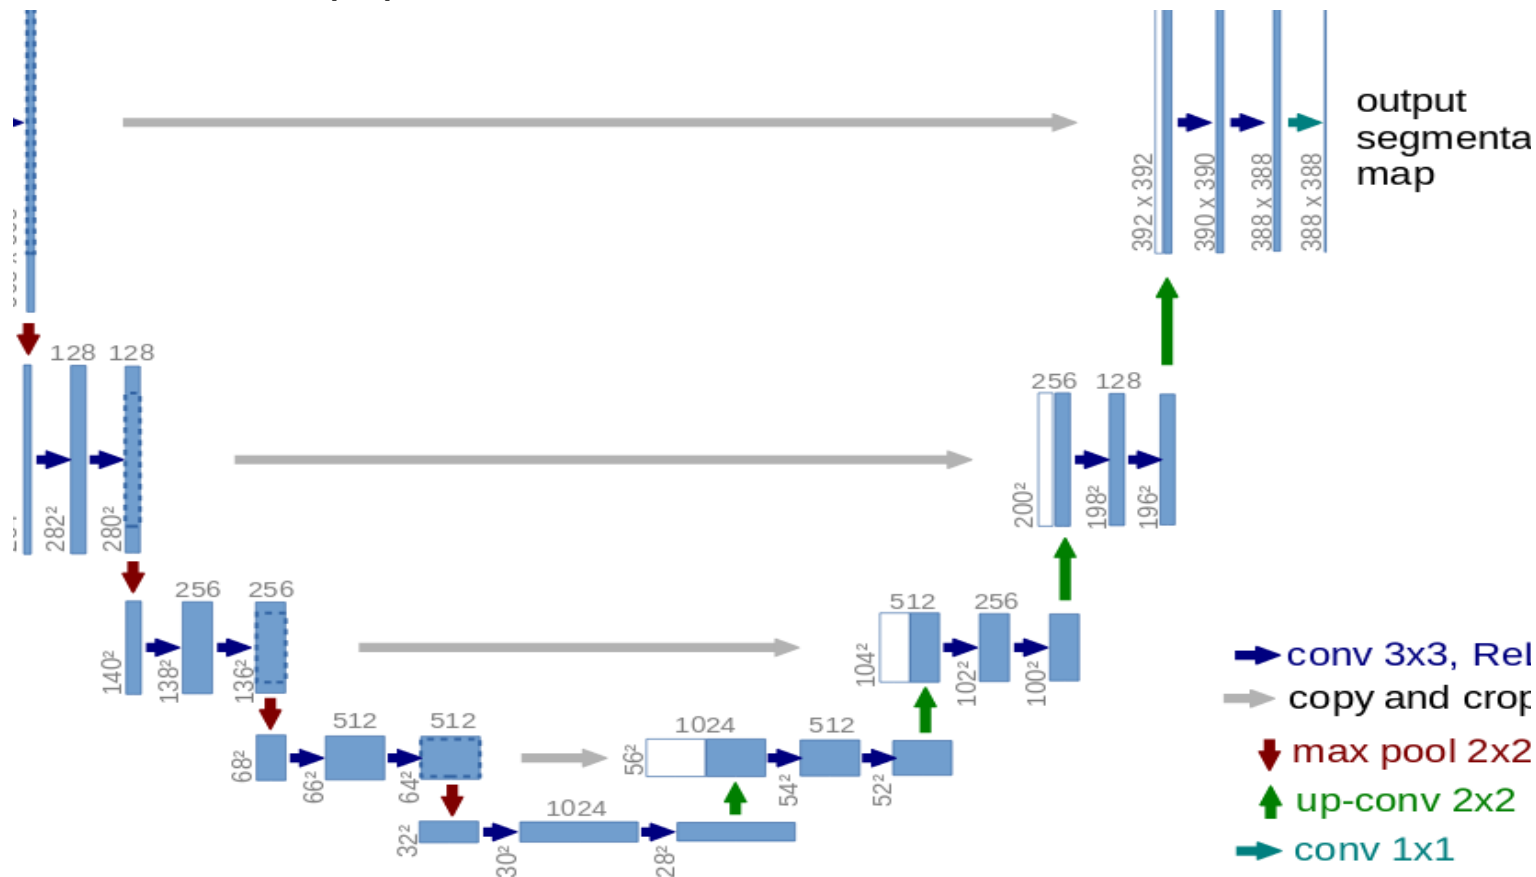 output
segmenta
map
392 x 392
390 x 390
388 x 388
388 x 388
128
128
282²
280²
256
128
200²
198²
196²
256
256
140²
138²
136²
512
256
104²
102²
100²
512
512
68²
66²
64²
1024
512
56²
54²
52²
1024
32²
30²
28²
conv 3x3, ReL
copy and crop
max pool 2x2
up-conv 2x2
conv 1x1